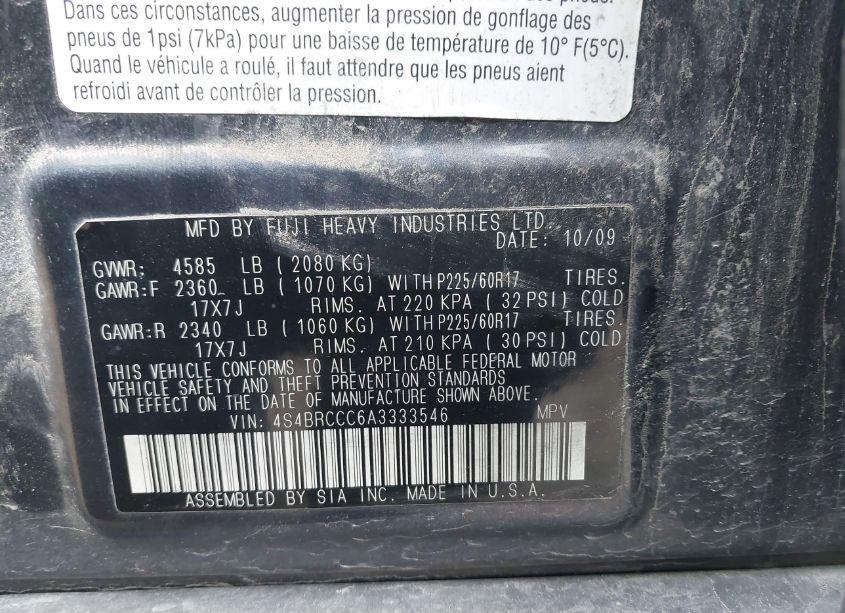 Dans ces circonstances, augmenter la pression de gonflage des
pneus de 1psi (7kPa) pour une baisse de température de 10° F(5°C).
Quand le véhicule a roulé, il faut attendre que les pneus aient
refroidi avant de contrôler la pression.
MFD BY FUJI HEAVY INDUSTRIES LTD.
DATE: 10/09
GVWR: 4585 LB (2080 KG)
GAWR:F 2360 LB (1070 KG) WITH P225/60R17 TIRES.
17X7J RIMS. AT 220 KPA (32 PSI) COLD
GAWR:R 2340 LB (1060 KG) WITH P225/60R17 TIRES.
17X7J RIMS. AT 210 KPA (30 PSI) COLD
THIS VEHICLE CONFORMS TO ALL APPLICABLE FEDERAL MOTOR
VEHICLE SAFETY AND THEFT PREVENTION STANDARDS
IN EFFECT ON THE DATE OF MANUFACTURE SHOWN ABOVE.
VIN: 4S4BRCCC6A3333546 MPV
ASSEMBLED BY SIA INC. MADE IN U.S.A.